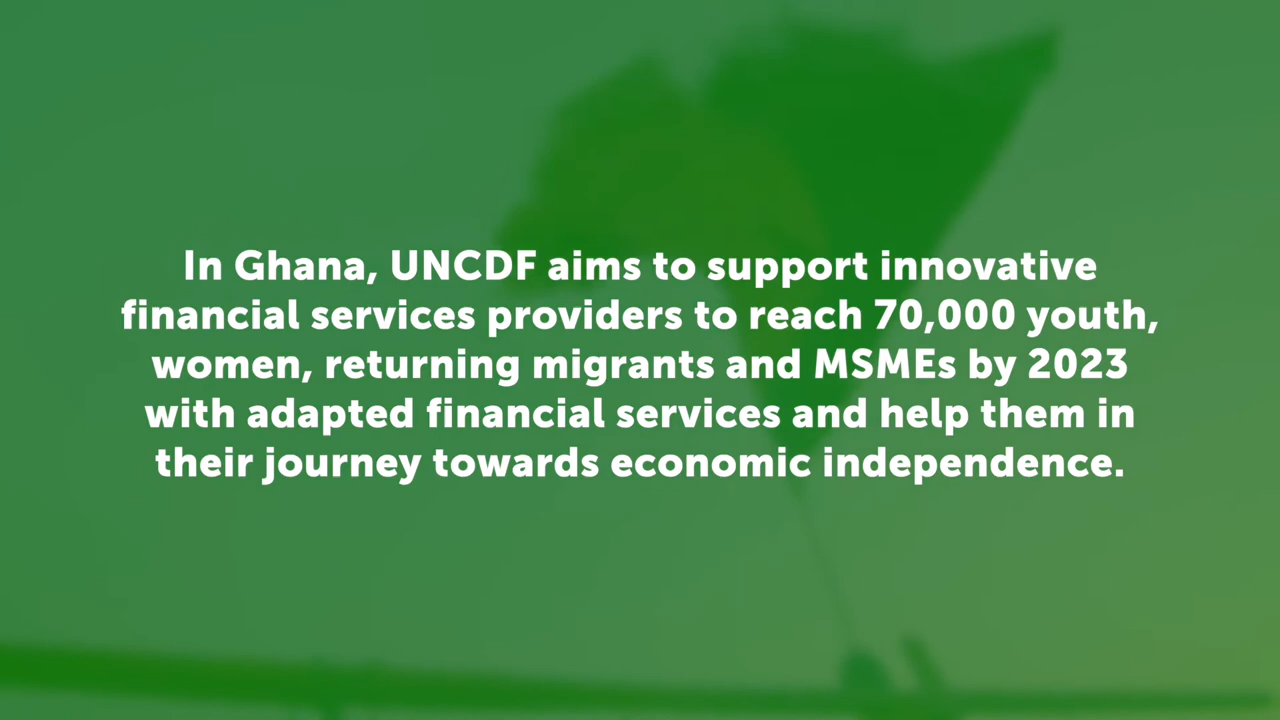 In Ghana, UNCDF aims to support innovative
financial services providers to reach 70,000 youth,
women, returning migrants and MSMEs by 2023
with adapted financial services and help them in
their journey towards economic independence.